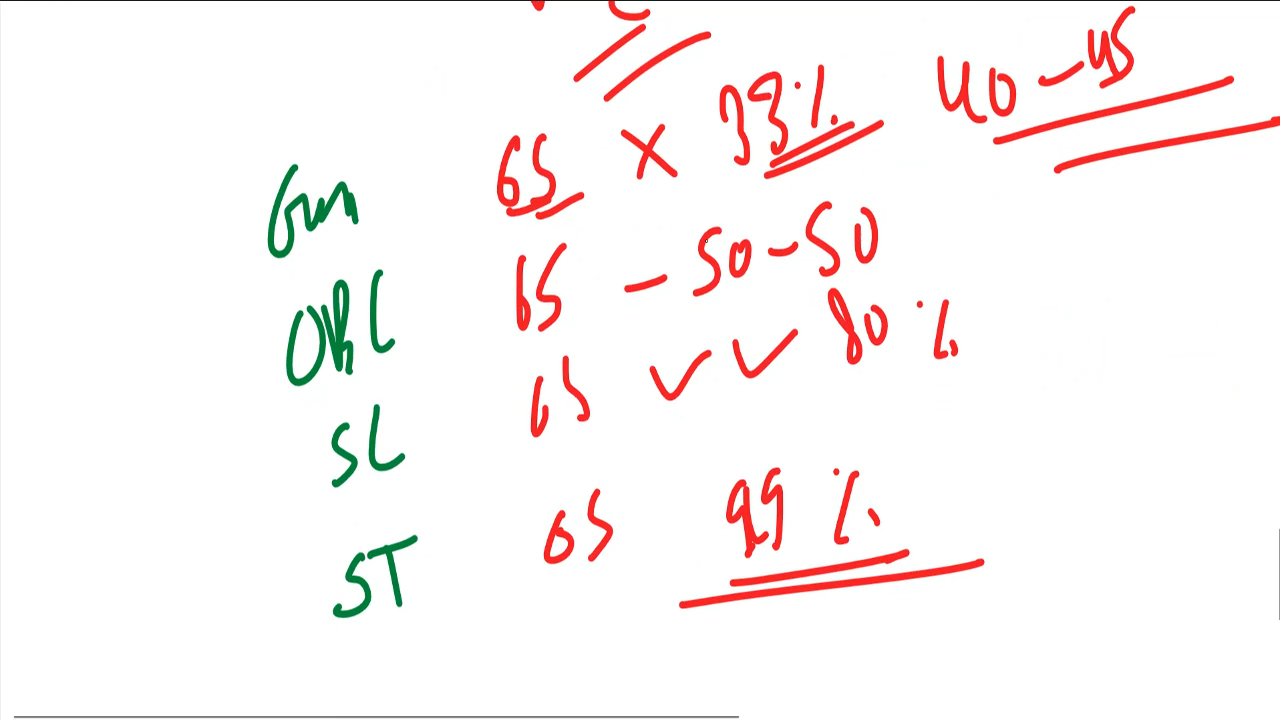 40 - 45
Gen 65 × 33%
OBC 65 - 50 - 50
SC 65 ✓ ✓ 80%
ST 65 99%